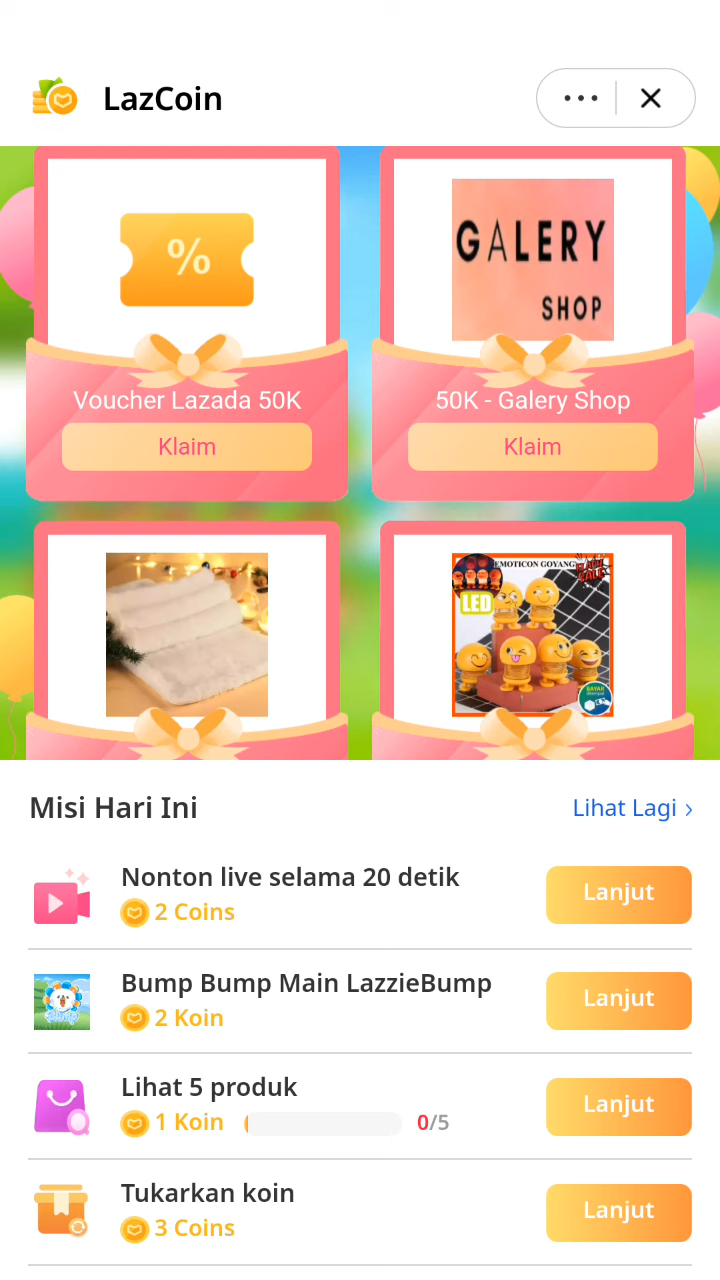 LazCoin
%
GALERY
SHOP
Voucher Lazada 50K
50K - Galery Shop
Klaim
Klaim
EMOTICON GOYANG
LED
BAYAR
Misi Hari Ini
Lihat Lagi
Nonton live selama 20 detik
2 Coins
Lanjut
Bump Bump Main LazzieBump
2 Koin
Lanjut
Lihat 5 produk
1 Koin
0/5
Lanjut
Tukarkan koin
3 Coins
Lanjut